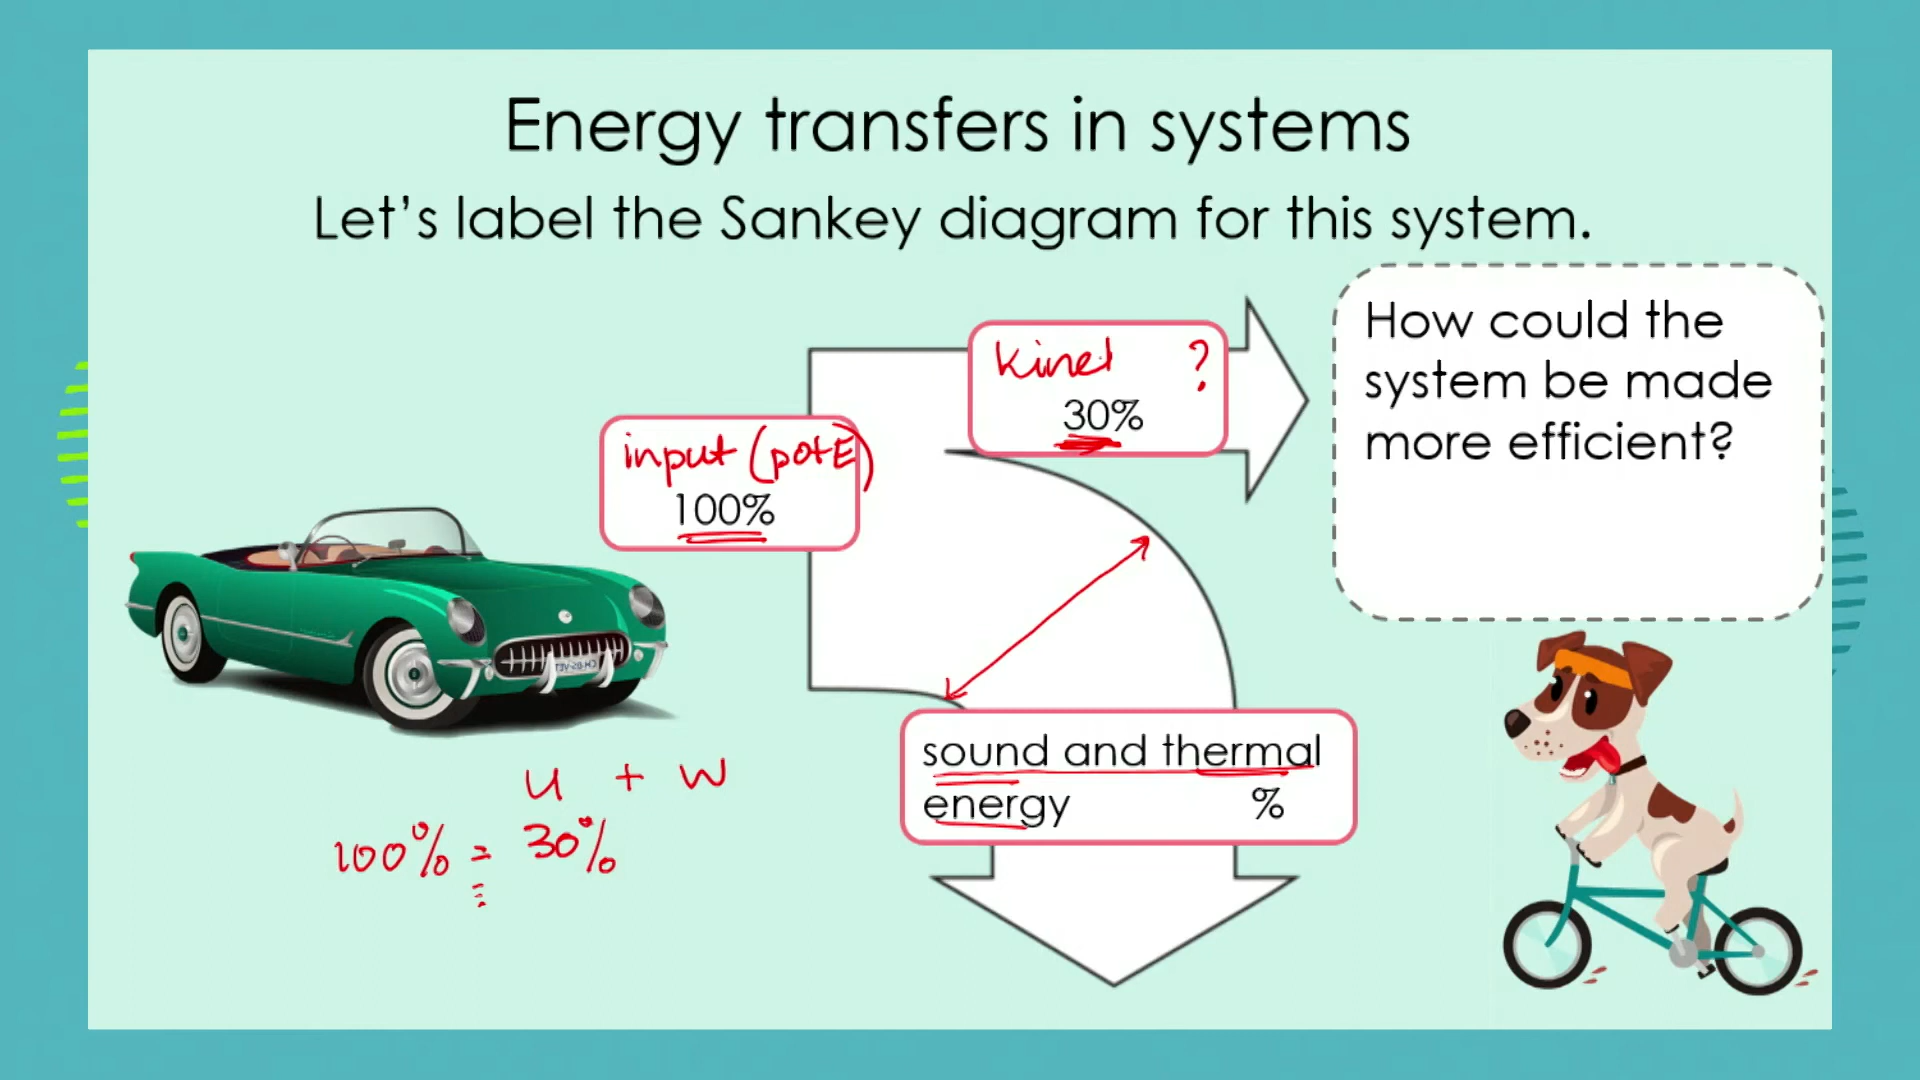 Energy transfers in systems
Let's label the Sankey diagram for this system.
How could the
system be made
more efficient?
kinet ?
30%
input (potE)
100%
sound and thermal
energy %
u + w
100% = 30%